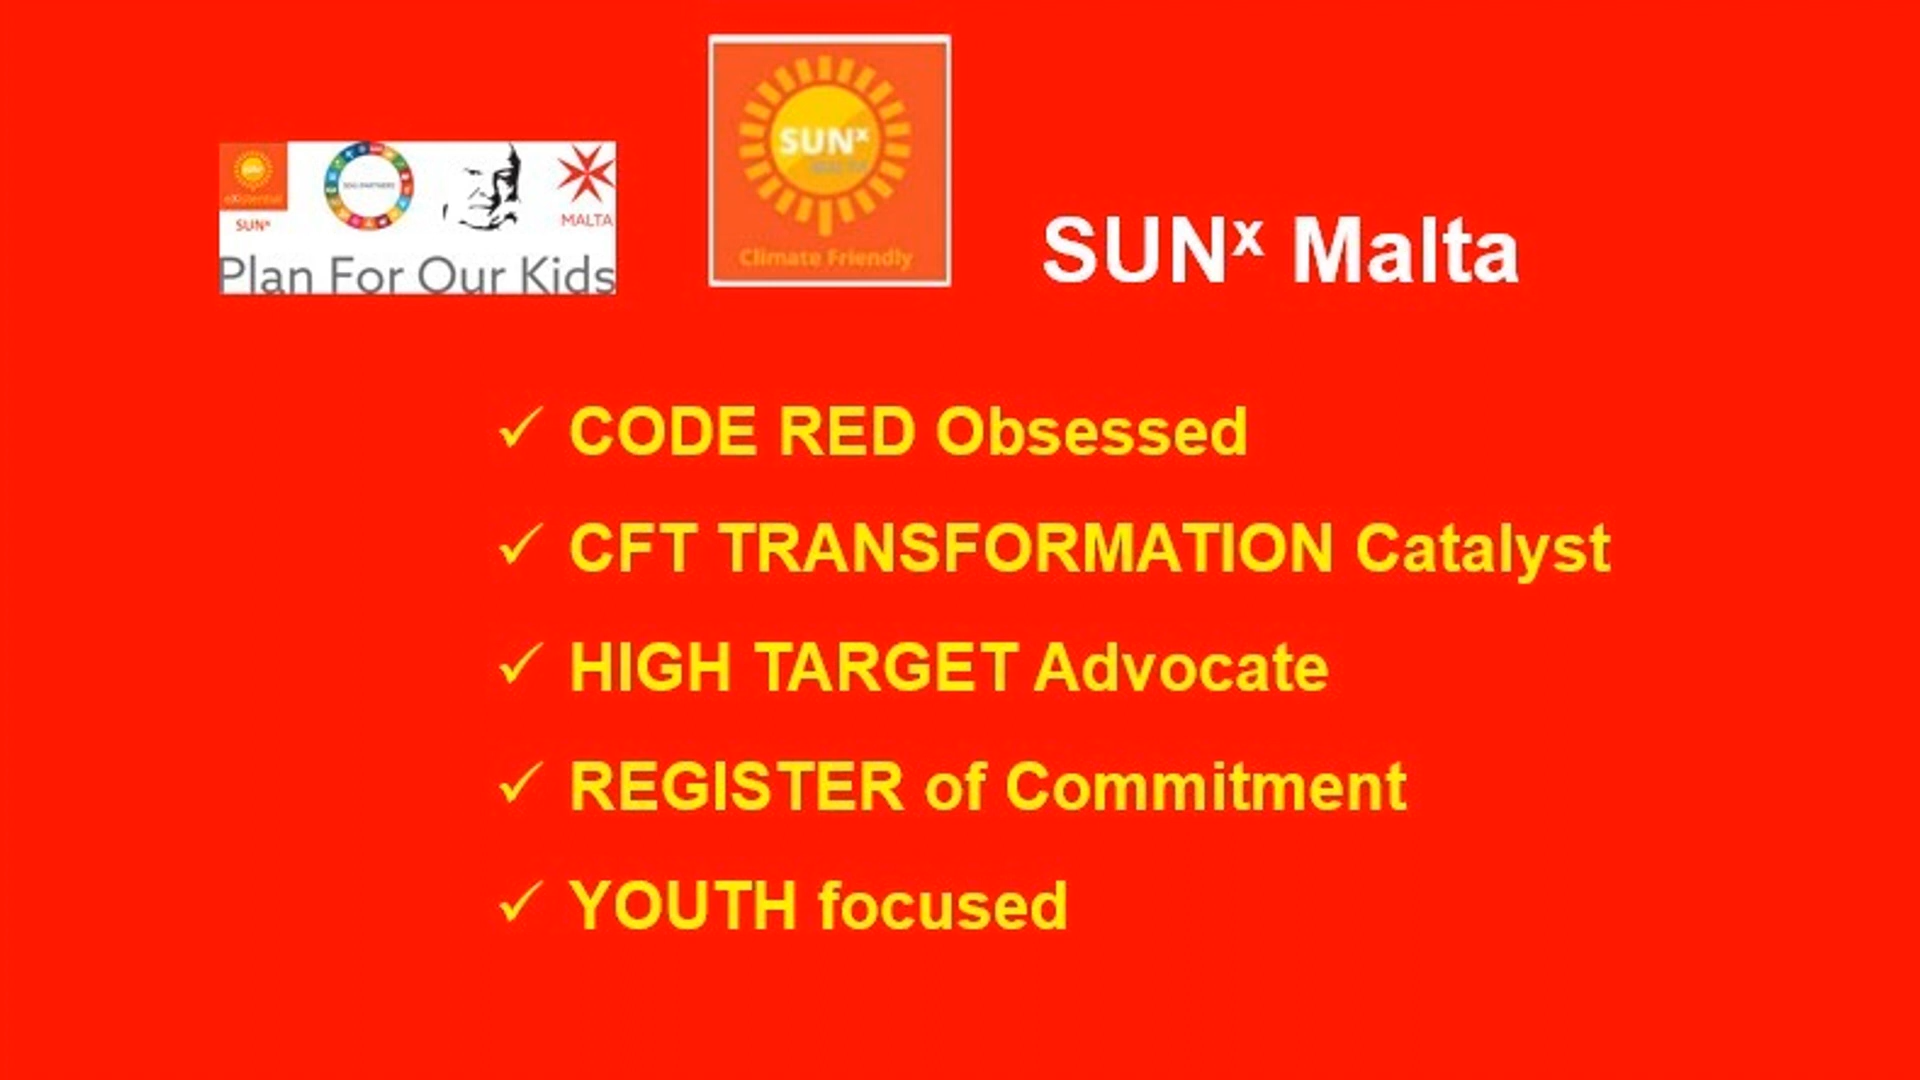 SUNˣ
MALTA
Plan For Our Kids
SUNˣ
Climate Friendly
SUNˣ Malta
✓ CODE RED Obsessed
✓ CFT TRANSFORMATION Catalyst
✓ HIGH TARGET Advocate
✓ REGISTER of Commitment
✓ YOUTH focused